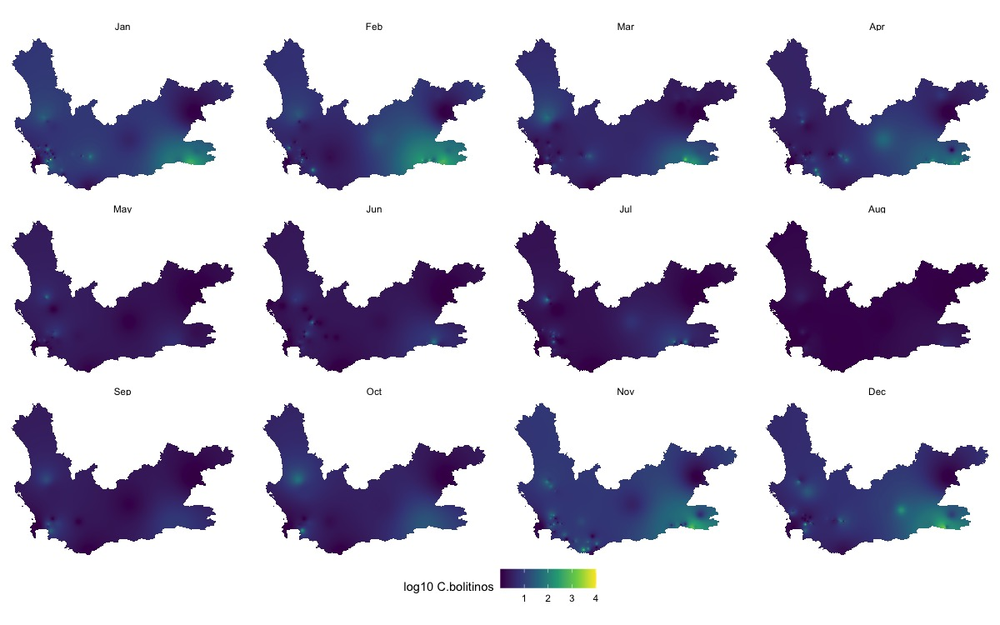 Jan Feb Mar Apr
May Jun Jul Aug
Sep Oct Nov Dec
log10 C.bolitinos
1 2 3 4